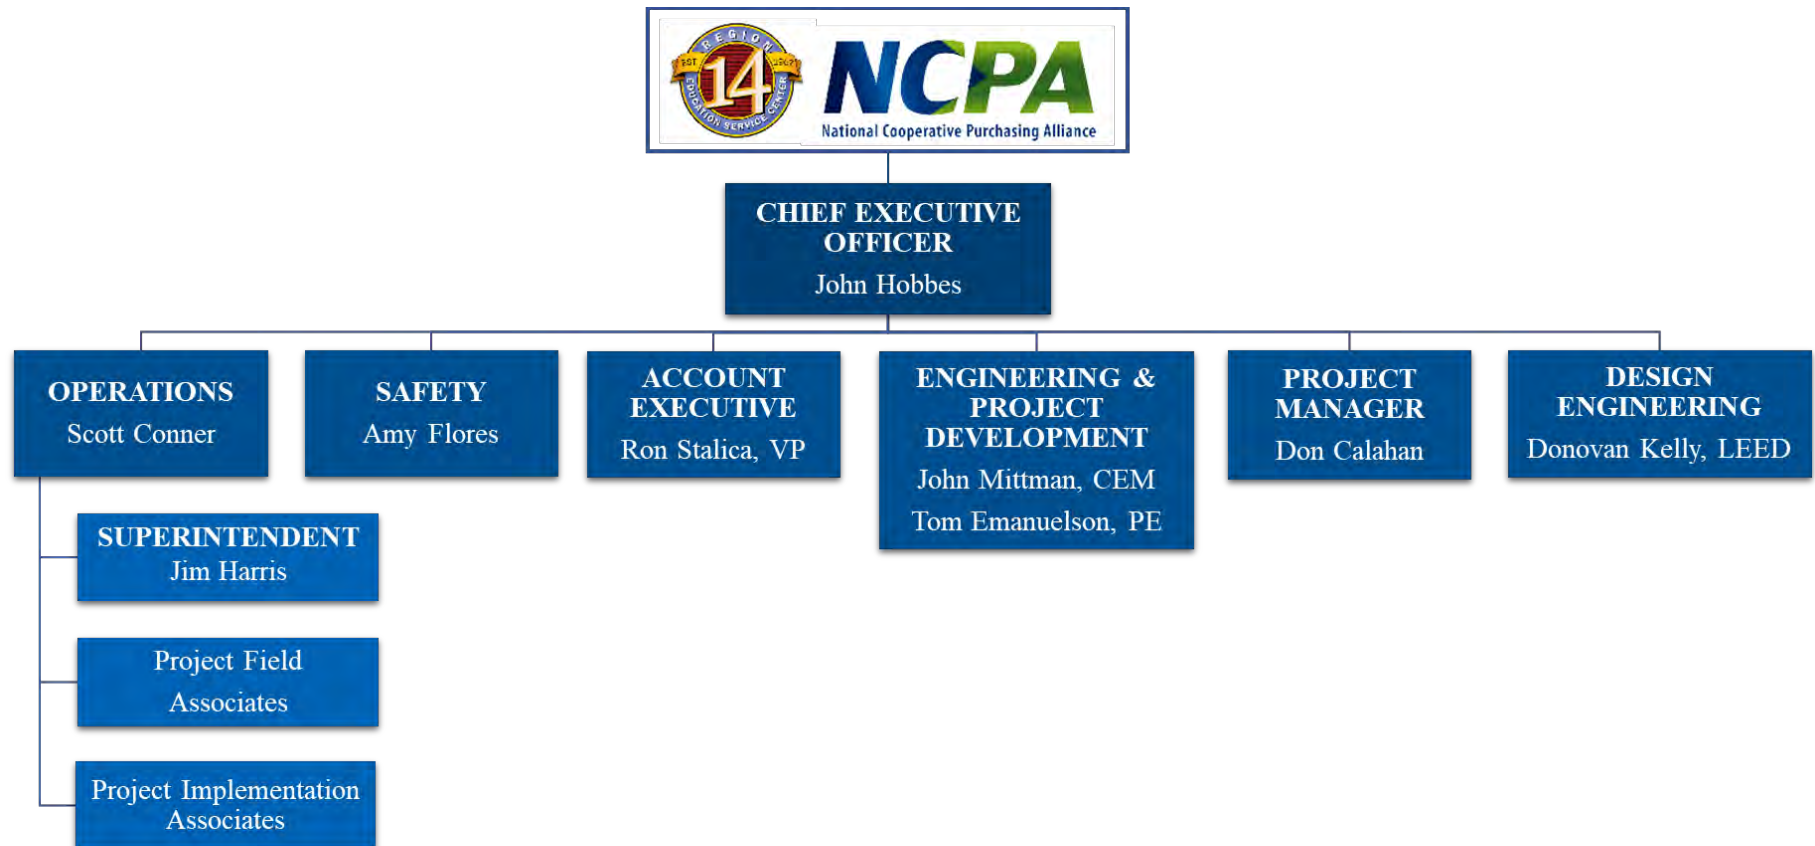 REGION
EST 1967
14
EDUCATION SERVICE CENTER
NCPA
National Cooperative Purchasing Alliance
CHIEF EXECUTIVE
OFFICER
John Hobbes
OPERATIONS
Scott Conner
SAFETY
Amy Flores
ACCOUNT
EXECUTIVE
Ron Stalica, VP
ENGINEERING &
PROJECT
DEVELOPMENT
John Mittman, CEM
Tom Emanuelson, PE
PROJECT
MANAGER
Don Calahan
DESIGN
ENGINEERING
Donovan Kelly, LEED
SUPERINTENDENT
Jim Harris
Project Field
Associates
Project Implementation
Associates